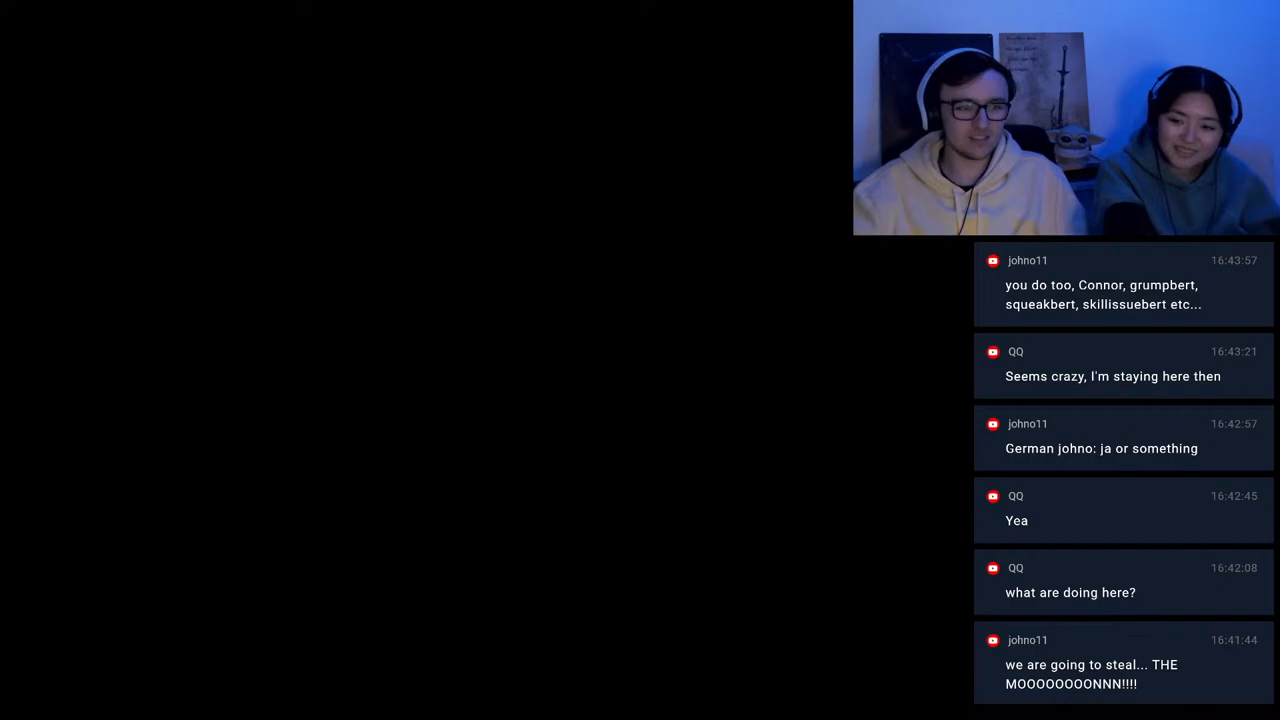 johno11 16:43:57
you do too, Connor, grumpbert,
squeakbert, skillissuebert etc...
QQ 16:43:21
Seems crazy, I'm staying here then
johno11 16:42:57
German johno: ja or something
QQ 16:42:45
Yea
QQ 16:42:08
what are doing here?
johno11 16:41:44
we are going to steal... THE
MOOOOOOOONNN!!!!